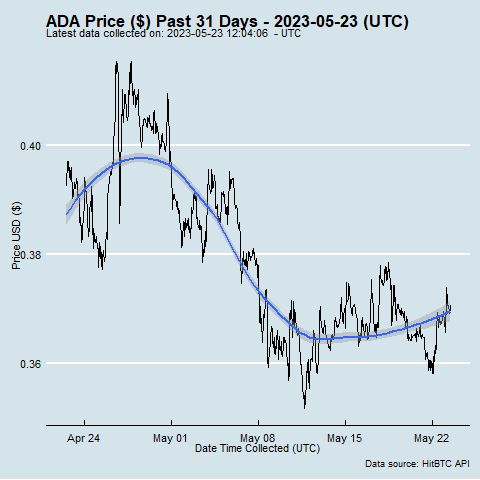 ADA Price ($) Past 31 Days - 2023-05-23 (UTC)
Latest data collected on: 2023-05-23 12:04:06  - UTC
0.40
0.38
0.36
Price USD ($)
Apr 24 May 01 May 08 May 15 May 22
Date Time Collected (UTC)
Data source: HitBTC API